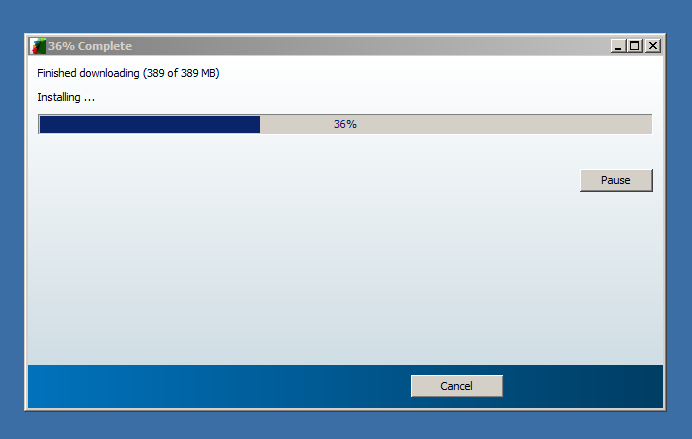 36% Complete
Finished downloading (389 of 389 MB)
Installing ...
36%
Pause
Cancel